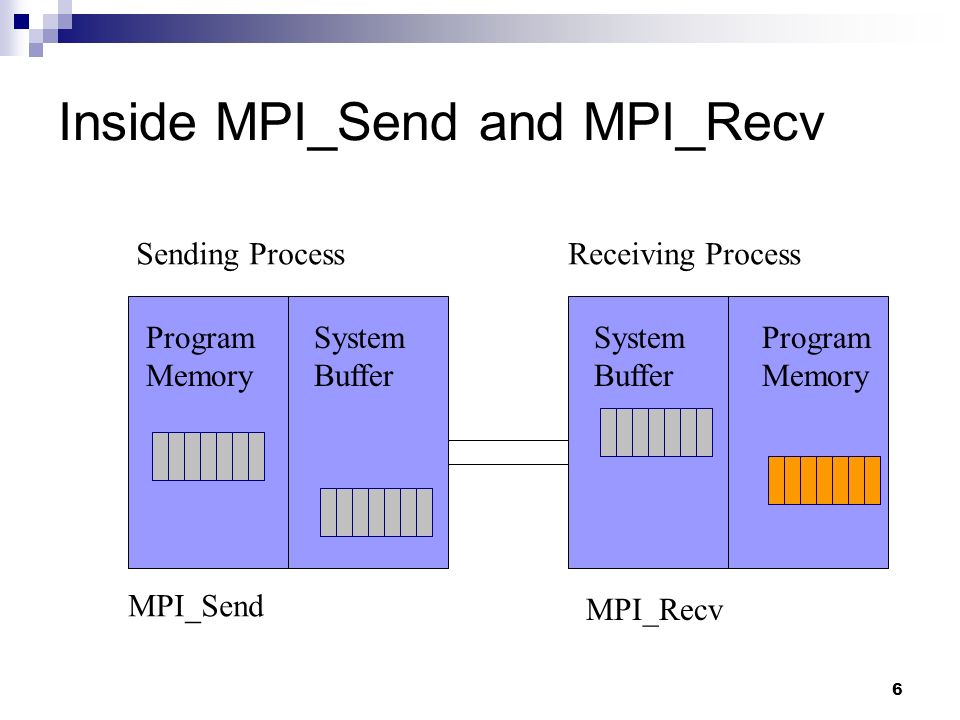 Inside MPI_Send and MPI_Recv
Sending Process
Receiving Process
Program
Memory
System
Buffer
System
Buffer
Program
Memory
MPI_Send
MPI_Recv
6